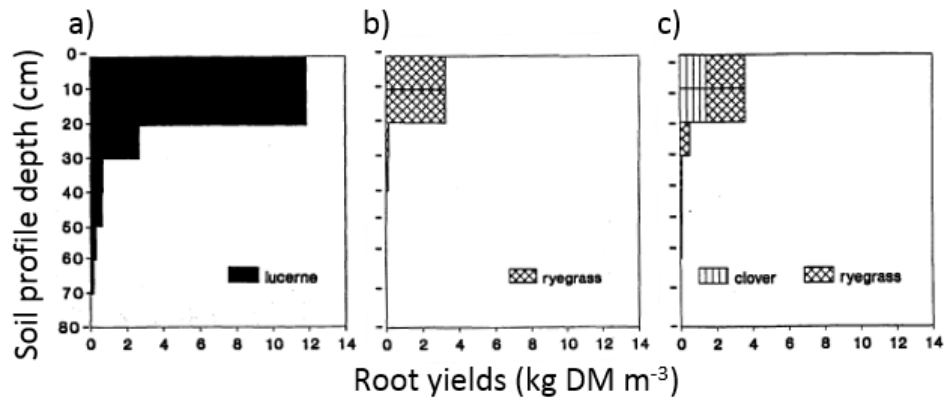 a)
b)
c)
Soil profile depth (cm)
0
10
20
30
40
50
60
70
80
lucerne
ryegrass
clover
ryegrass
0 2 4 6 8 10 12 14
0 2 4 6 8 10 12 14
0 2 4 6 8 10 12 14
Root yields (kg DM m⁻³)